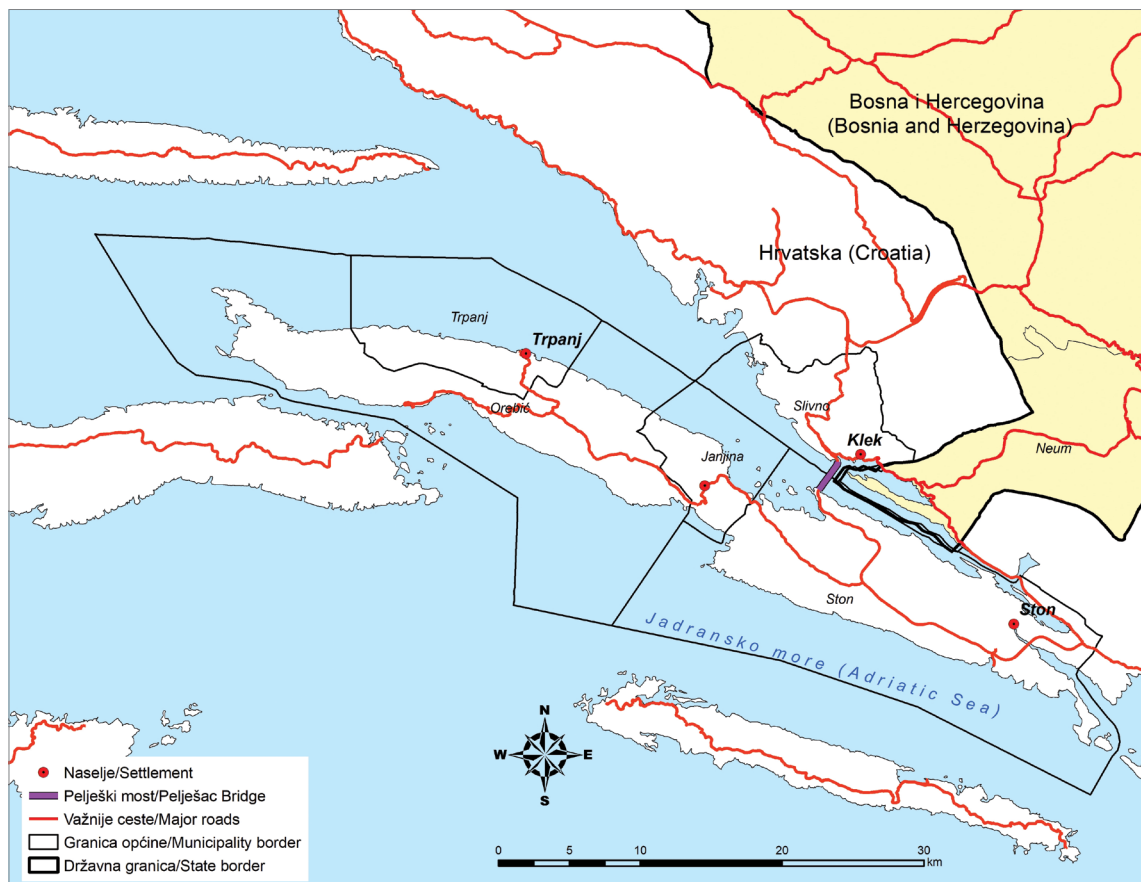 Bosna i Hercegovina
(Bosnia and Herzegovina)
Hrvatska (Croatia)
Trpanj
Trpanj
Orebić
Slivno
Klek
Janjina
Neum
Ston
Ston
Jadransko more (Adriatic Sea)
N
W
E
S
Naselje/Settlement
Pelješki most/Pelješac Bridge
Važnije ceste/Major roads
Granica općine/Municipality border
Državna granica/State border
0 5 10 20 30
km